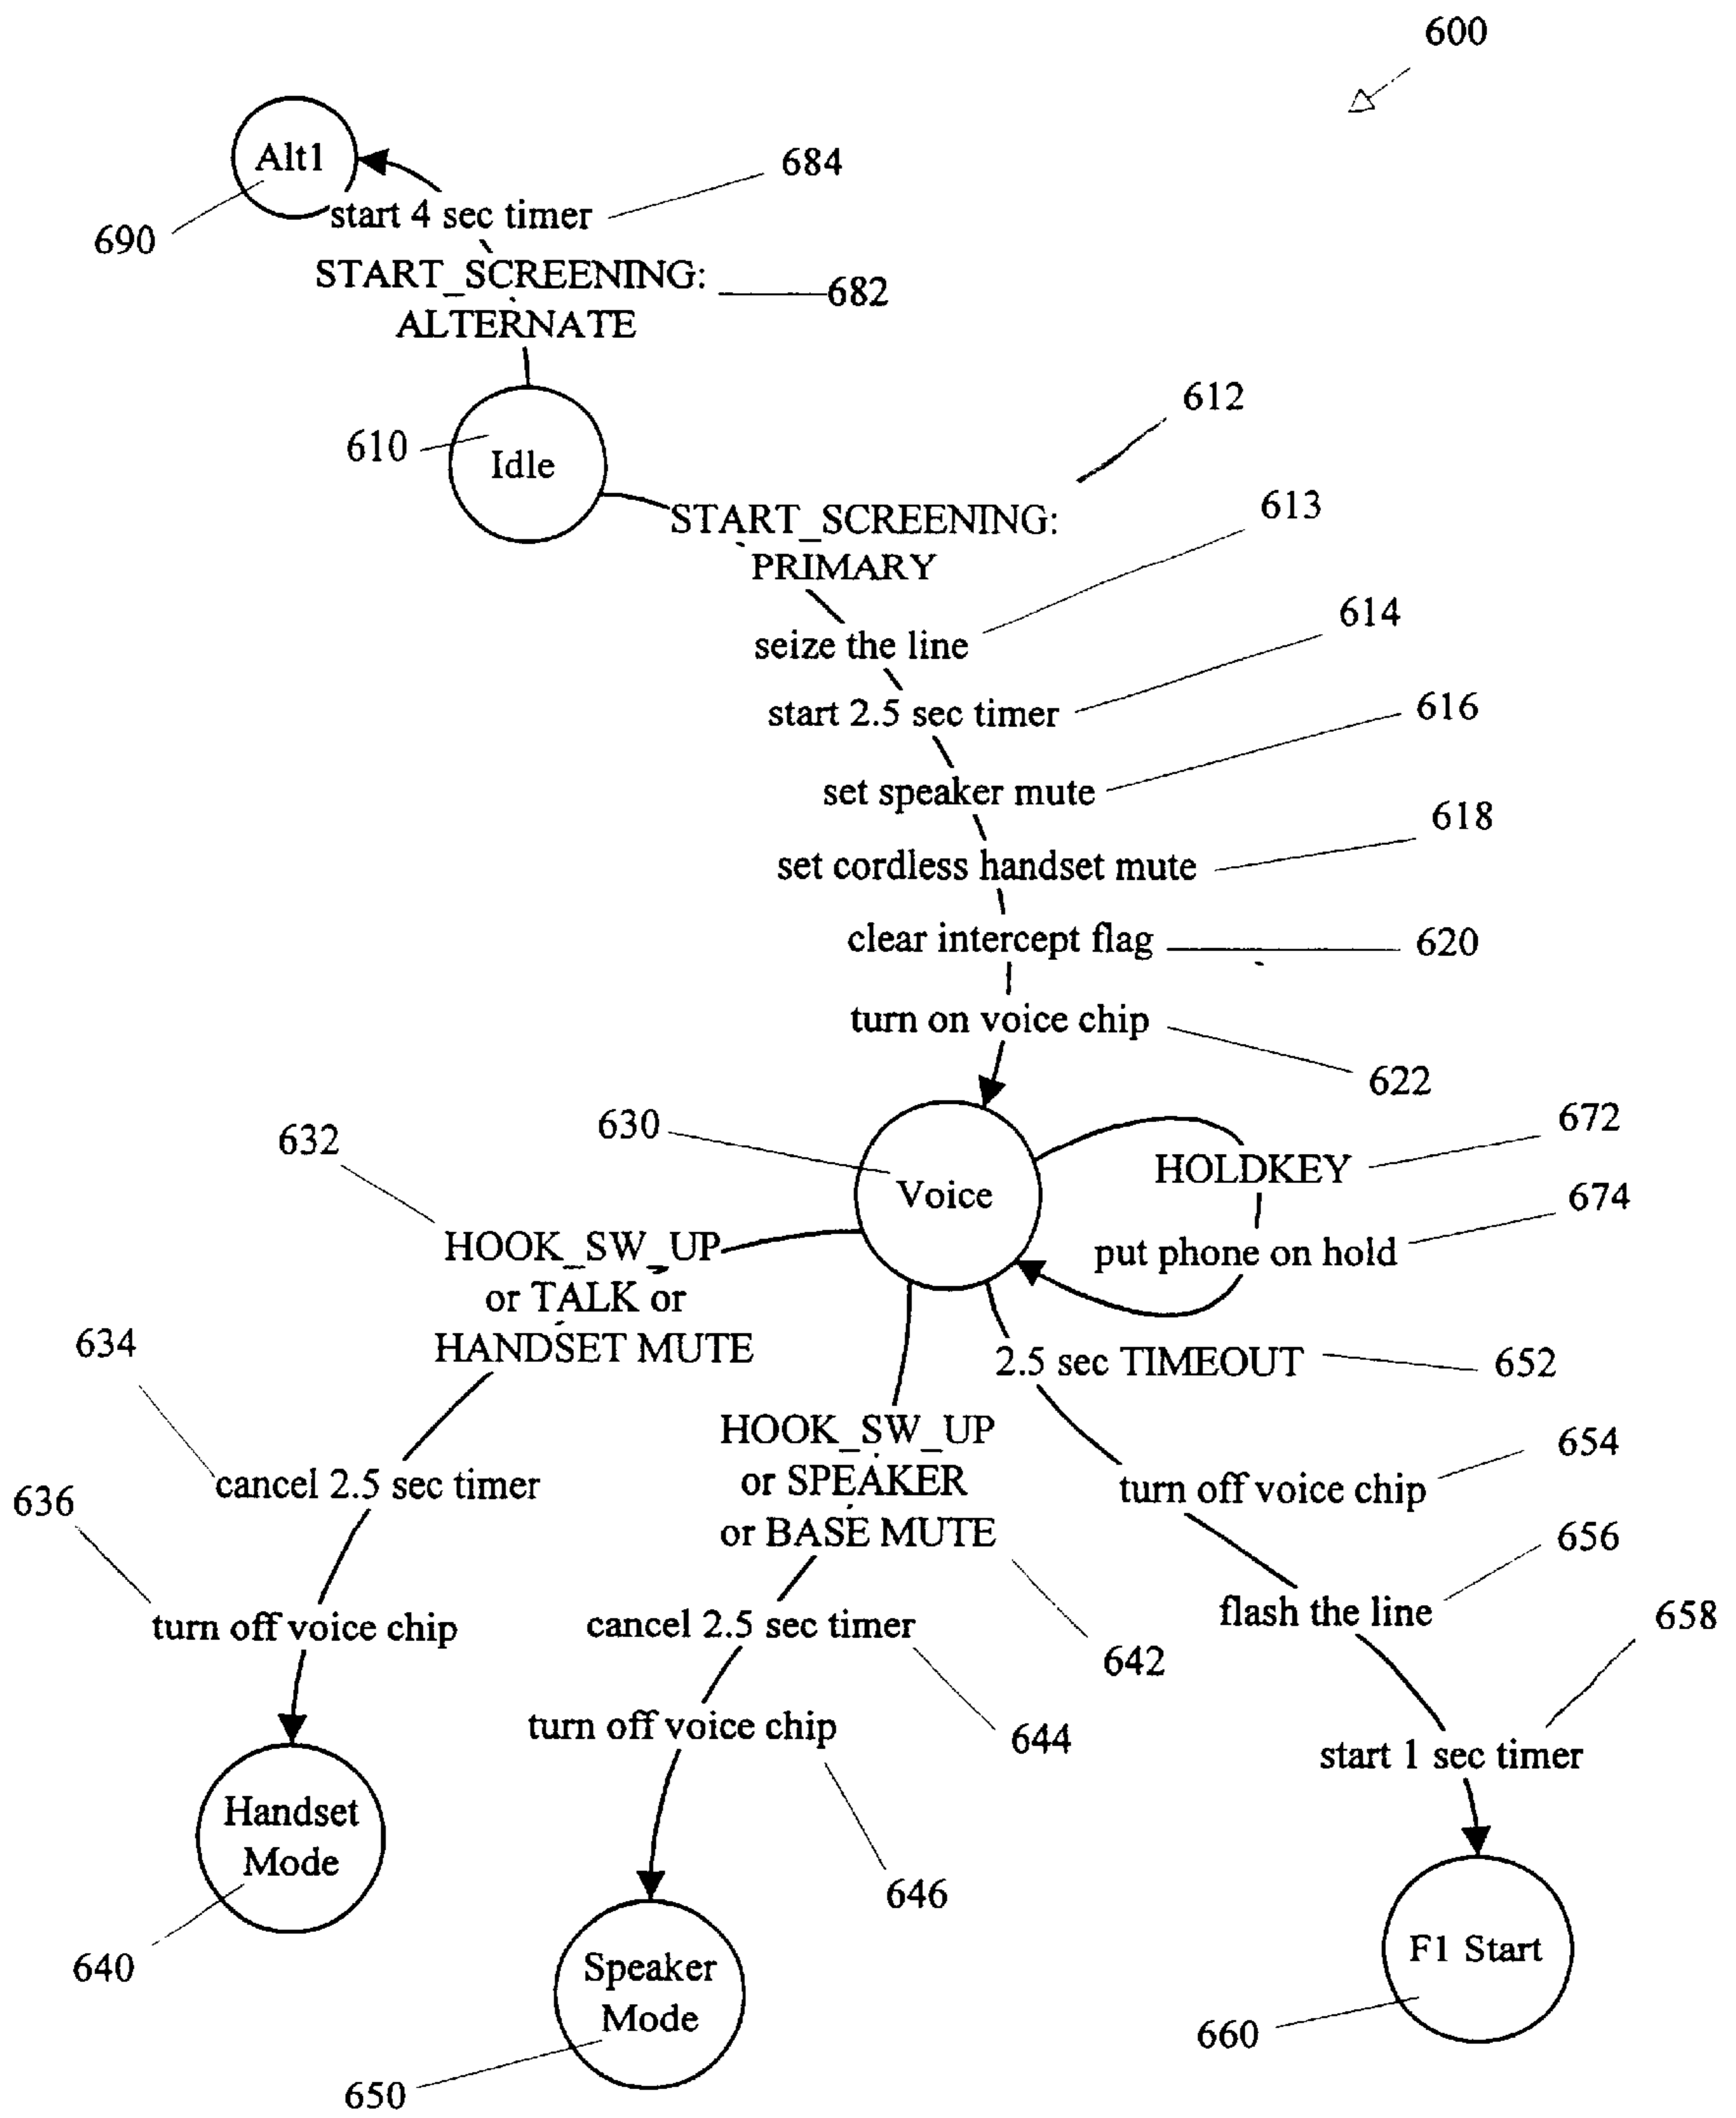 600
Alt1
684
start 4 sec timer
690
START_SCREENING:
682
ALTERNATE
612
610
Idle
START_SCREENING:
613
PRIMARY
614
seize the line
616
start 2.5 sec timer
set speaker mute
618
set cordless handset mute
clear intercept flag
620
turn on voice chip
622
630
632
672
HOLDKEY
Voice
674
HOOK_SW_UP
put phone on hold
or TALK or
634
HANDSET MUTE
2.5 sec TIMEOUT
652
HOOK_SW_UP
654
cancel 2.5 sec timer
or SPEAKER
turn off voice chip
636
or BASE MUTE
656
turn off voice chip
cancel 2.5 sec timer
flash the line
658
642
turn off voice chip
644
start 1 sec timer
Handset
Mode
646
F1 Start
640
Speaker
Mode
660
650